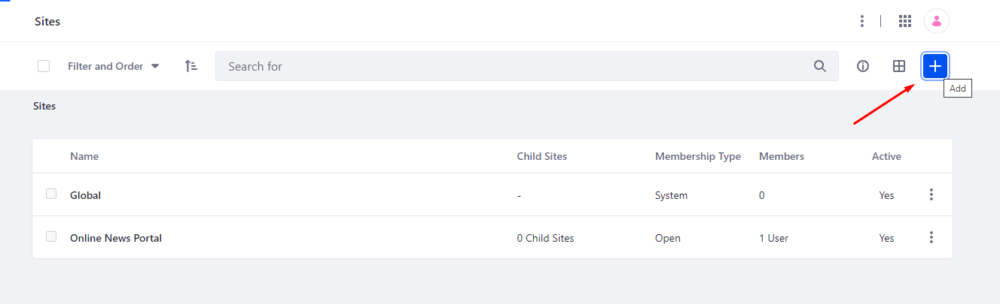 Sites
Filter and Order
Search for
Add
Sites
Name Child Sites Membership Type Members Active
Global - System 0 Yes
Online News Portal 0 Child Sites Open 1 User Yes